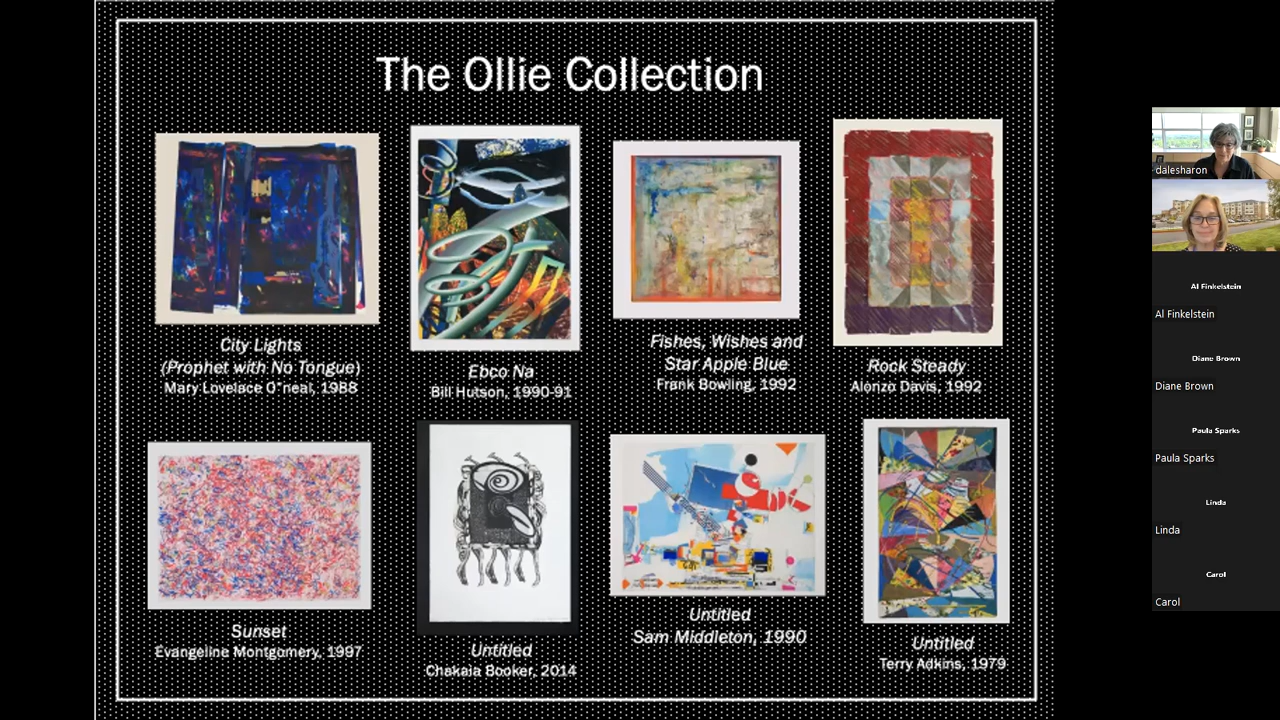 The Ollie Collection
City Lights
(Prophet with No Tongue)
Mary Lovelace O"neal, 1988
Ebco Na
Bill Hutson, 1990-91
Fishes, Wishes and
Star Apple Blue
Frank Bowling, 1992
Rock Steady
Alonzo Davis, 1992
Sunset
Evangeline Montgomery, 1997
Untitled
Chakaia Booker, 2014
Untitled
Sam Middleton, 1990
Untitled
Terry Adkins, 1979
dalesharon
Al Finkelstein
Al Finkelstein
Diane Brown
Diane Brown
Paula Sparks
Paula Sparks
Linda
Linda
Carol
Carol